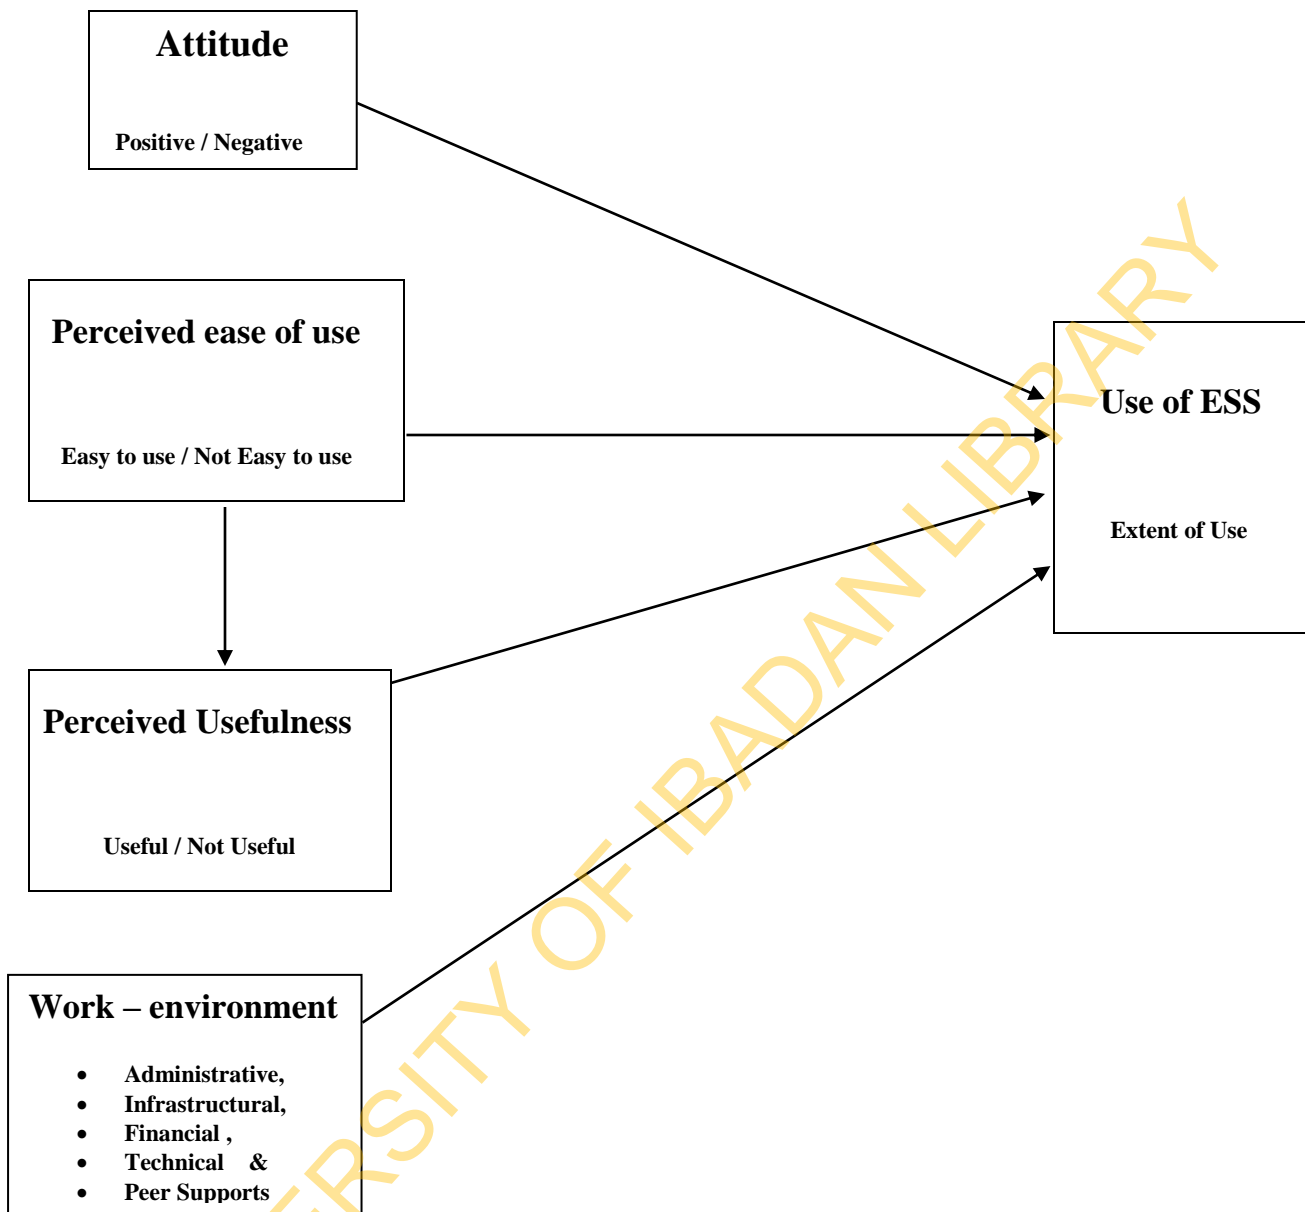 Attitude
Positive / Negative
Perceived ease of use
Easy to use / Not Easy to use
Use of ESS
Extent of Use
Perceived Usefulness
Useful / Not Useful
Work – environment
• Administrative,
• Infrastructural,
• Financial ,
• Technical &
• Peer Supports
ERSITY OF IBADAN LIBRARY